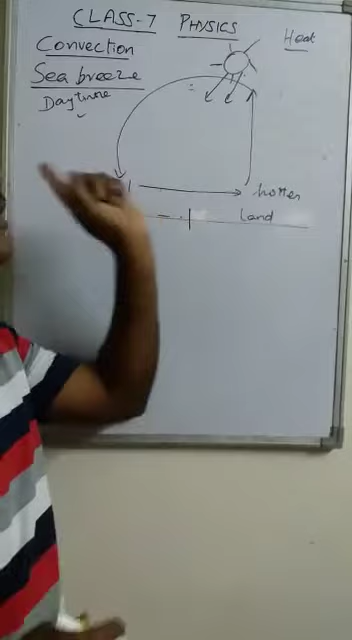 CLASS-7 PHYSICS
Convection Heat
Sea breeze
Daytime
hotter
Land